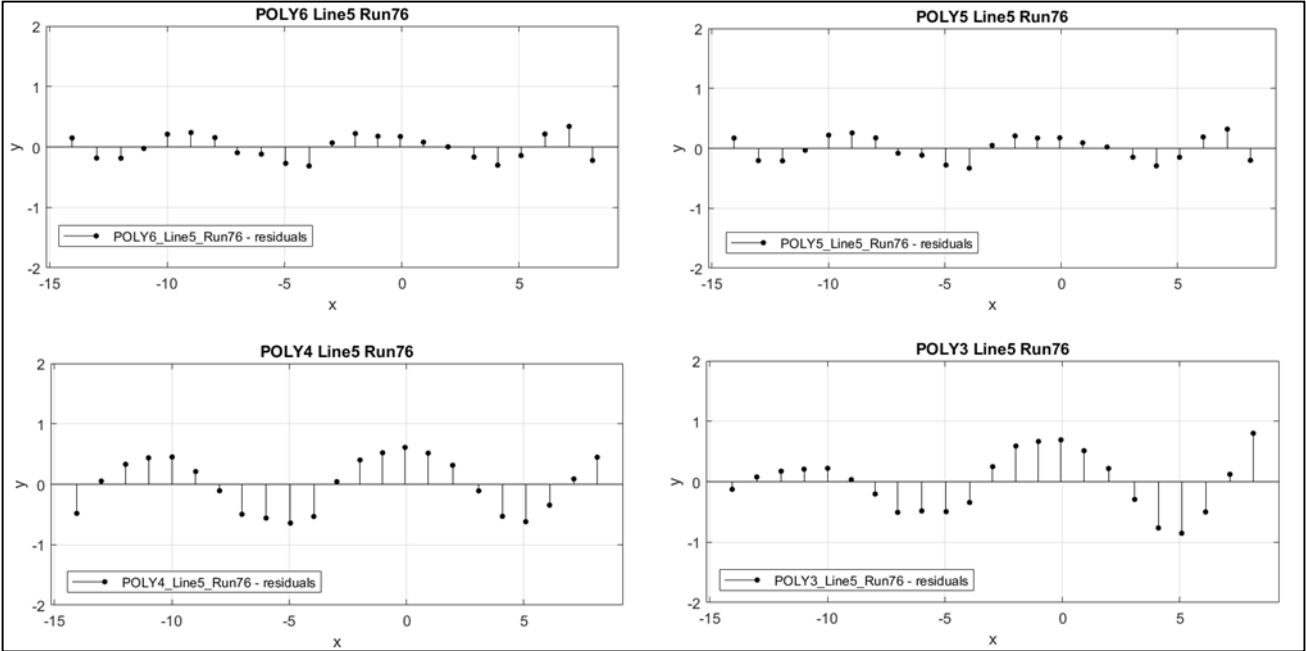 POLY6 Line5 Run76
2
1
0
-1
-2
y
POLY6_Line5_Run76 - residuals
-15
-10
-5
0
5
x
POLY5 Line5 Run76
2
1
0
-1
-2
y
POLY5_Line5_Run76 - residuals
-15
-10
-5
0
5
x
POLY4 Line5 Run76
2
1
0
-1
-2
y
POLY4_Line5_Run76 - residuals
-15
-10
-5
0
5
x
POLY3 Line5 Run76
2
1
0
-1
-2
y
POLY3_Line5_Run76 - residuals
-15
-10
-5
0
5
x